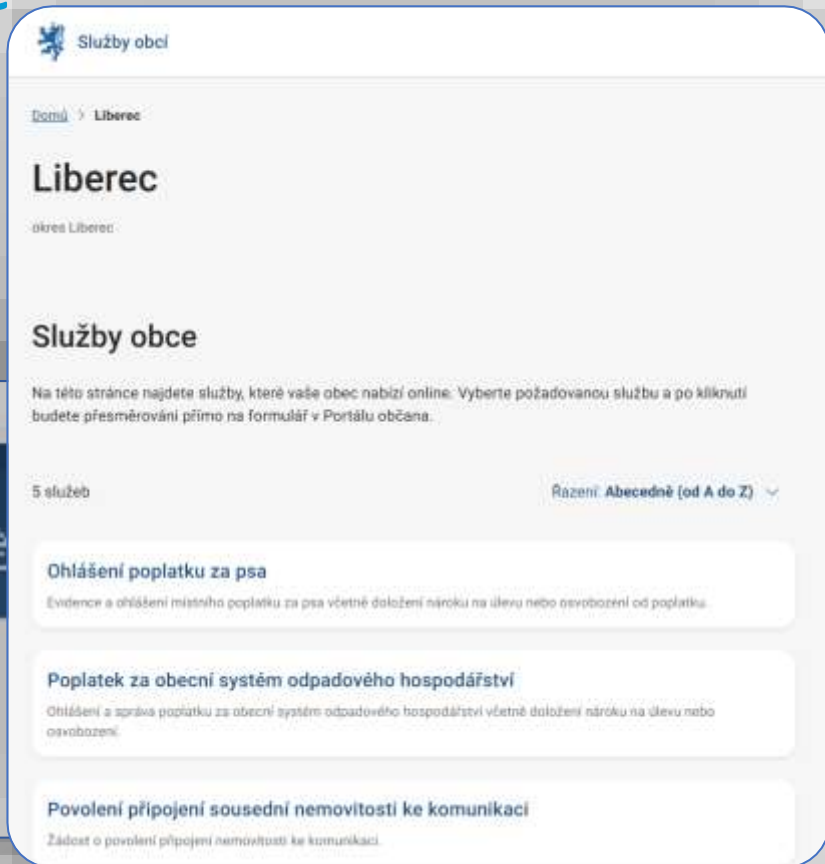 Služby obcí
Domů > Liberec
Liberec
okres Liberec
Služby obce
Na této stránce najdete služby, které vaše obec nabízí online. Vyberte požadovanou službu a po kliknutí
budete přesměrováni přímo na formulář v Portálu občana.
5 služeb
Řazení: Abecedně (od A do Z)
Ohlášení poplatku za psa
Evidence a ohlášení místního poplatku za psa včetně doložení nároku na úlevu nebo osvobození od poplatku.
Poplatek za obecní systém odpadového hospodářství
Ohlášení a správa poplatku za obecní systém odpadového hospodářství včetně doložení nároku na úlevu nebo
osvobození.
Povolení připojení sousední nemovitosti ke komunikaci
Žádost o povolení připojení nemovitosti ke komunikaci.